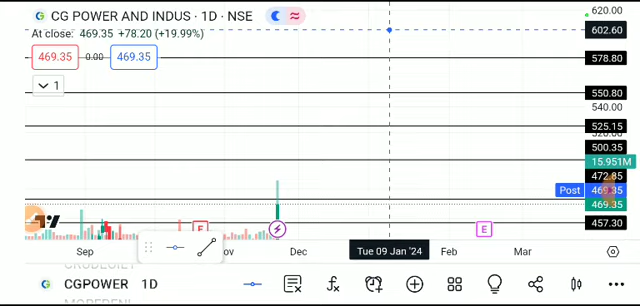 CG POWER AND INDUS · 1D · NSE
At close: 469.35 +78.20 (+19.99%)
469.35 0.00 469.35
1
620.00
602.60
578.80
550.80
540.00
525.15
500.35
15.951M
472.85
Post 469.35
469.35
457.30
E
E
Sep
Dec
Tue 09 Jan '24
Feb
Mar
CGPOWER 1D